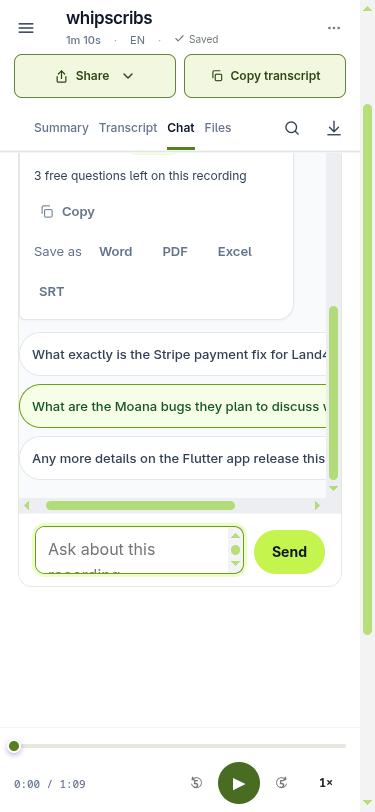 whipscribs
1m 10s · EN · Saved
Share
Copy transcript
Summary Transcript Chat Files
3 free questions left on this recording
Copy
Save as Word PDF Excel
SRT
What exactly is the Stripe payment fix for Land4
What are the Moana bugs they plan to discuss
Any more details on the Flutter app release this
Ask about this
Send
0:00 / 1:09
5
5
1×